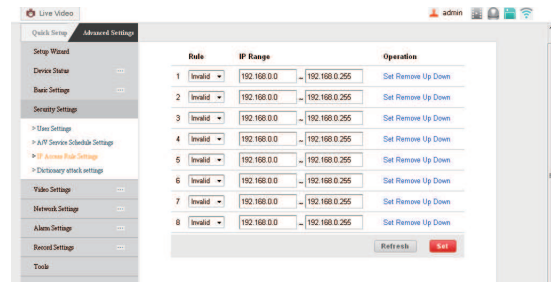 Live Video
admin
Quick Setup Advanced Settings
Setup Wizard
Device Status
Basic Settings
Security Settings
> User Settings
> A/V Service Schedule Settings
> IP Access Rule Settings
> Dictionary attack settings
Video Settings
Network Settings
Alarm Settings
Record Settings
Tools
Rule IP Range Operation
1 Invalid 192.168.0.0 - 192.168.0.255 Set Remove Up Down
2 Invalid 192.168.0.0 - 192.168.0.255 Set Remove Up Down
3 Invalid 192.168.0.0 - 192.168.0.255 Set Remove Up Down
4 Invalid 192.168.0.0 - 192.168.0.255 Set Remove Up Down
5 Invalid 192.168.0.0 - 192.168.0.255 Set Remove Up Down
6 Invalid 192.168.0.0 - 192.168.0.255 Set Remove Up Down
7 Invalid 192.168.0.0 - 192.168.0.255 Set Remove Up Down
8 Invalid 192.168.0.0 - 192.168.0.255 Set Remove Up Down
Refresh Set